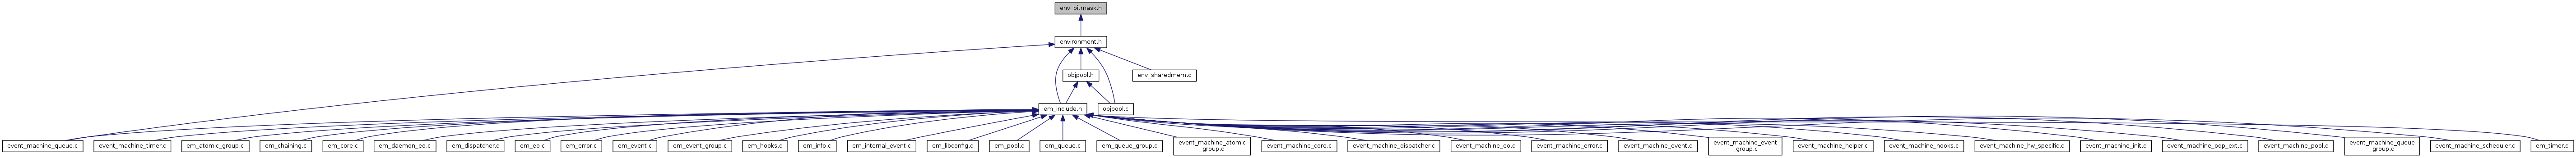 env_bitmask.h
environment.h
objpool.h
env_sharedmem.c
em_include.h
objpool.c
event_machine_queue.c
event_machine_timer.c
em_atomic_group.c
em_chaining.c
em_core.c
em_daemon_eo.c
em_dispatcher.c
em_eo.c
em_error.c
em_event.c
em_event_group.c
em_hooks.c
em_info.c
em_internal_event.c
em_libconfig.c
em_pool.c
em_queue.c
em_queue_group.c
event_machine_atomic
_group.c
event_machine_core.c
event_machine_dispatcher.c
event_machine_eo.c
event_machine_error.c
event_machine_event.c
event_machine_event
_group.c
event_machine_helper.c
event_machine_hooks.c
event_machine_hw_specific.c
event_machine_init.c
event_machine_odp_ext.c
event_machine_pool.c
event_machine_queue
_group.c
event_machine_scheduler.c
em_timer.c